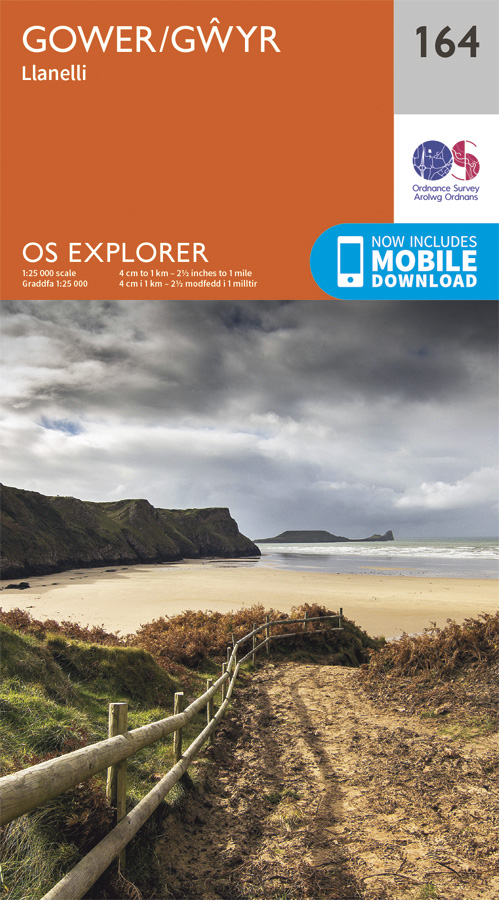 GOWER/GŴYR
Llanelli
164
OS
Ordnance Survey
Arolwg Ordnans
OS EXPLORER
1:25 000 scale
Graddfa 1:25 000
4 cm to 1 km – 2½ inches to 1 mile
4 cm i 1 km – 2½ modfedd i 1 milltir
NOW INCLUDES
MOBILE
DOWNLOAD